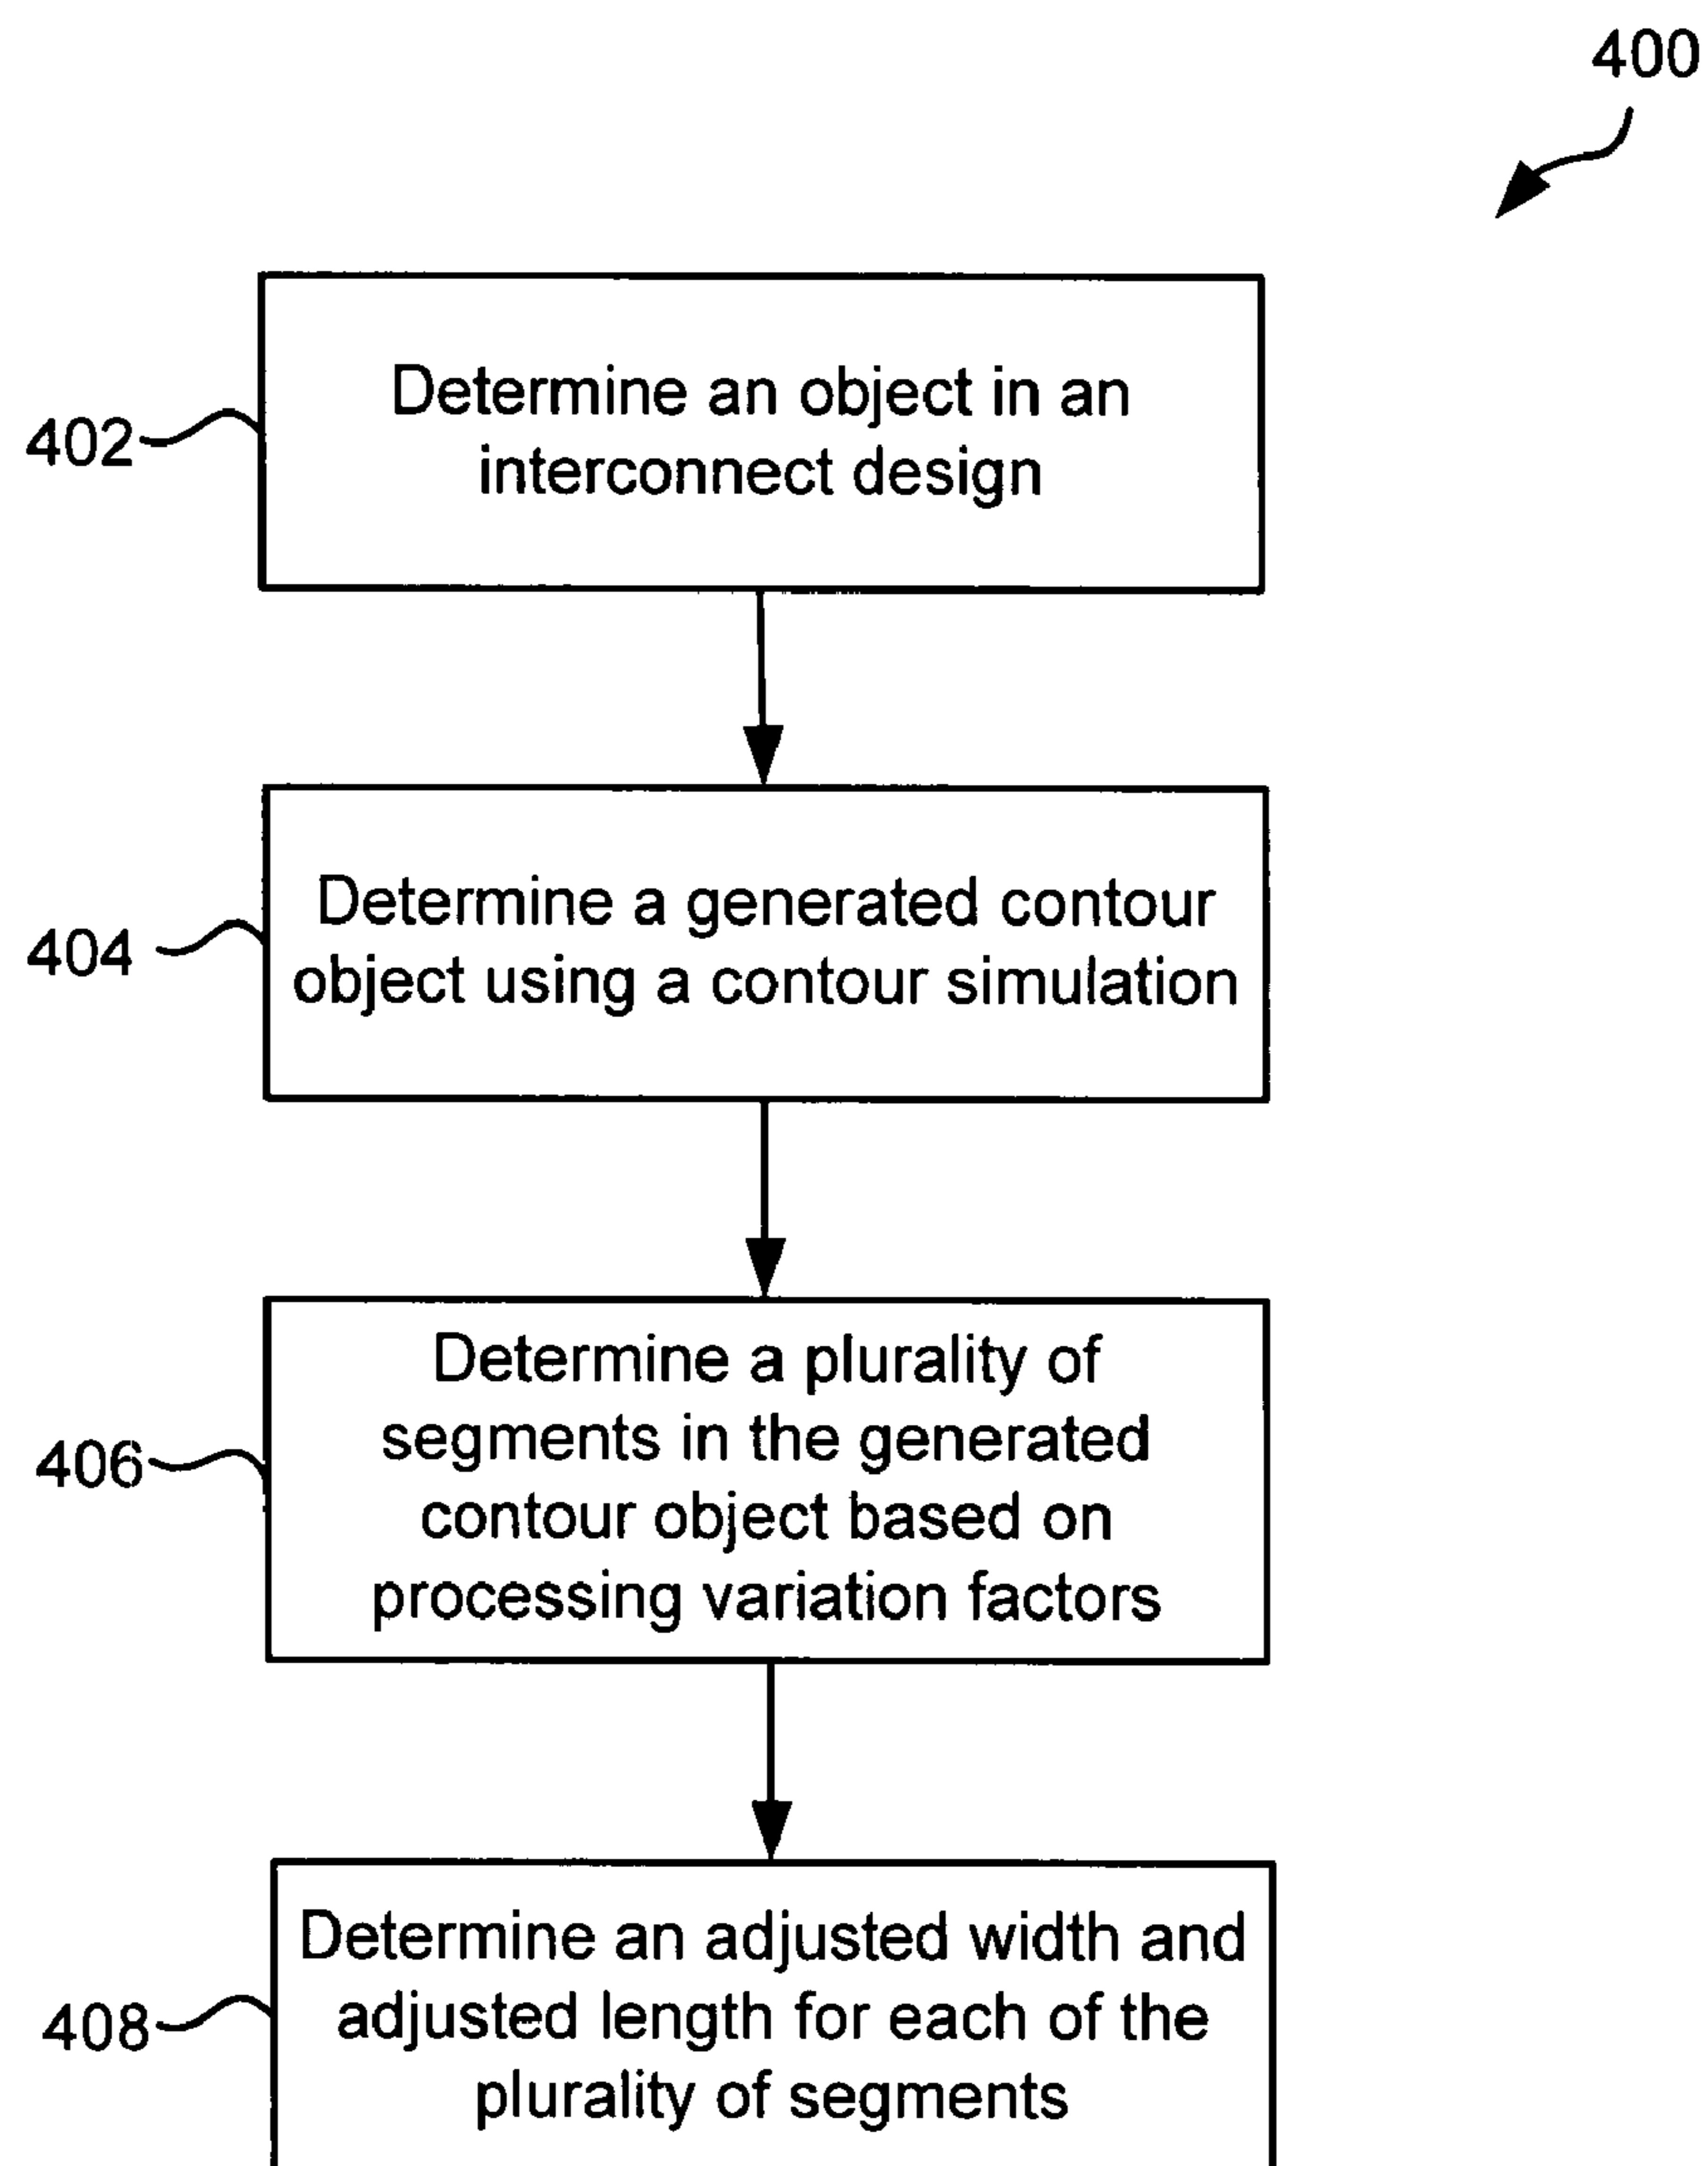 400
402
Determine an object in an
interconnect design
404
Determine a generated contour
object using a contour simulation
406
Determine a plurality of
segments in the generated
contour object based on
processing variation factors
408
Determine an adjusted width and
adjusted length for each of the
plurality of segments